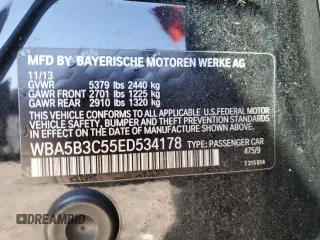 MFD BY BAYERISCHE MOTOREN WERKE AG
11/13
GVWR 5379 lbs 2440 kg
GAWR FRONT 2701 lbs 1225 kg
GAWR REAR 2910 lbs 1320 kg
THIS VEHICLE CONFORMS TO ALL APPLICABLE U.S.FEDERAL MOTOR
VEHICLE SAFETY, BUMPER, AND THEFT PREVENTION STANDARDS IN
EFFECT ON THE DATE OF MANUFACTURE SHOWN ABOVE.
WBA5B3C55ED534178 TYPE: PASSENGER CAR
475/9
T 315 814
DREAMBID